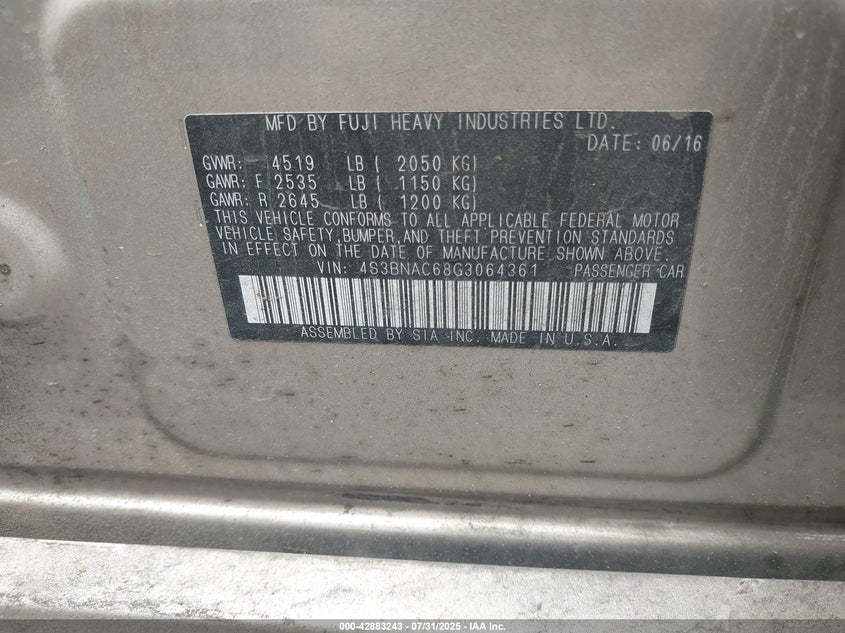 MFD BY FUJI HEAVY INDUSTRIES LTD.
DATE: 06/16
GVWR: 4519 LB ( 2050 KG)
GAWR: F 2535 LB ( 1150 KG)
GAWR: R 2645 LB ( 1200 KG)
THIS VEHICLE CONFORMS TO ALL APPLICABLE FEDERAL MOTOR
VEHICLE SAFETY, BUMPER, AND THEFT PREVENTION STANDARDS
IN EFFECT ON THE DATE OF MANUFACTURE SHOWN ABOVE.
VIN: 4S3BNAC68G3064361 PASSENGER CAR
ASSEMBLED BY SIA INC. MADE IN U.S.A.
000-42883243 - 07/31/2025 - IAA Inc.